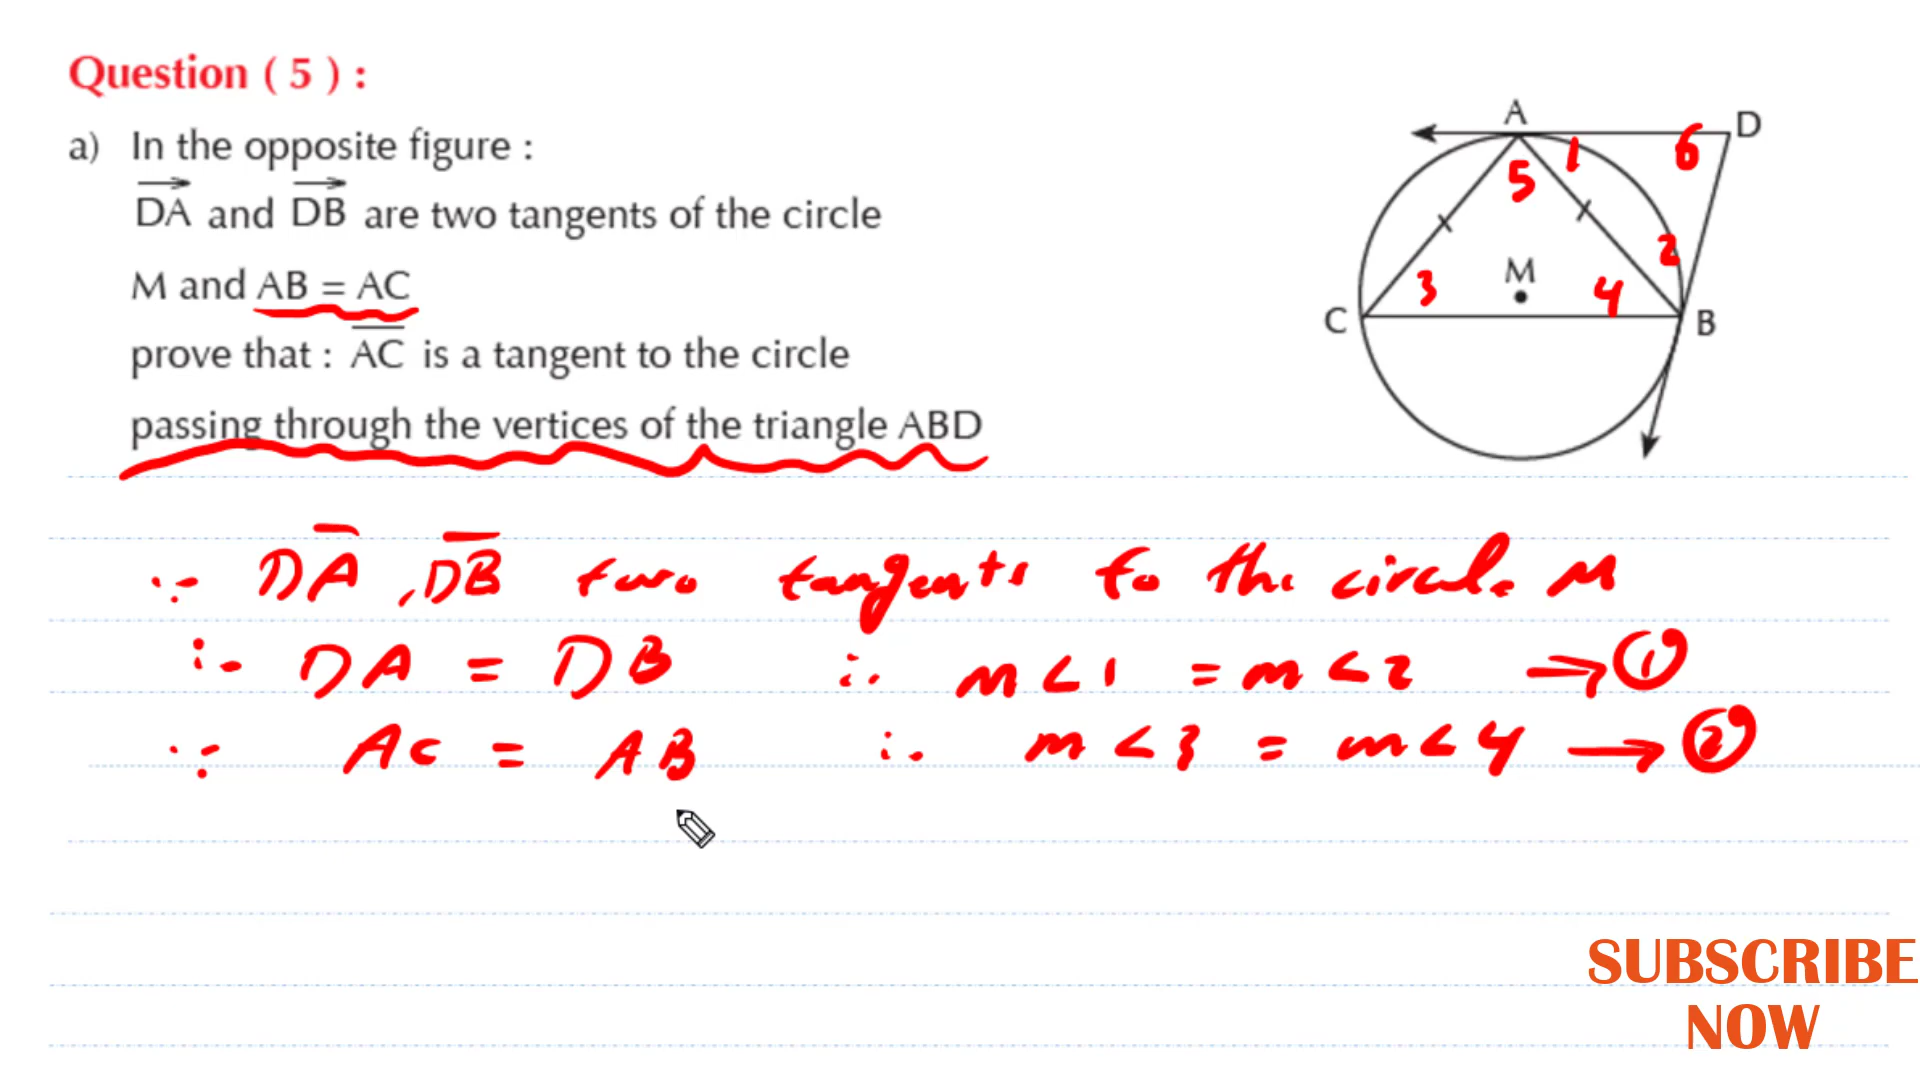 Question ( 5 ) :
a) In the opposite figure :
DA and DB are two tangents of the circle
M and AB = AC
prove that : AC is a tangent to the circle
passing through the vertices of the triangle ABD
A
D
6
1
5
2
M
3
4
C
B
∵ DA , DB two tangents to the circle M
∴ DA = DB ∴ m<1 = m<2 → ①
∵ AC = AB ∴ m<3 = m<4 → ②
SUBSCRIBE
NOW